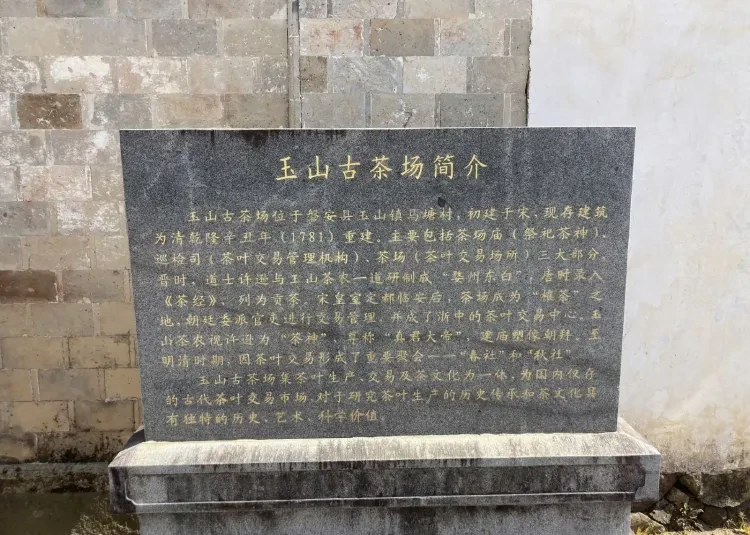 玉山古茶场简介
玉山古茶场位于磐安县玉山镇马塘村，初建于宋，现存建筑
为清乾隆辛丑年（1781）重建，主要包括茶场庙（祭祀茶神）、
巡检司（茶叶交易管理机构）、茶场（茶叶交易场所）三大部分。
晋时，道士许逊与玉山茶农一道研制成“婺州东白”，唐时录入
《茶经》，列为贡茶。宋皇室定都临安后，茶场成为“榷茶”之
地，朝廷委派官吏进行交易管理，并成了浙中的茶叶交易中心。玉
山茶农视许逊为“茶神”，尊称“真君大帝”，建庙塑像朝拜。至
明清时期，因茶叶交易形成了重要聚会——“春社”和“秋社”。
玉山古茶场集茶叶生产、交易及茶文化为一体，为国内仅存
的古代茶叶交易市场，对于研究茶叶生产的历史传承和茶文化具
有独特的历史、艺术、科学价值。